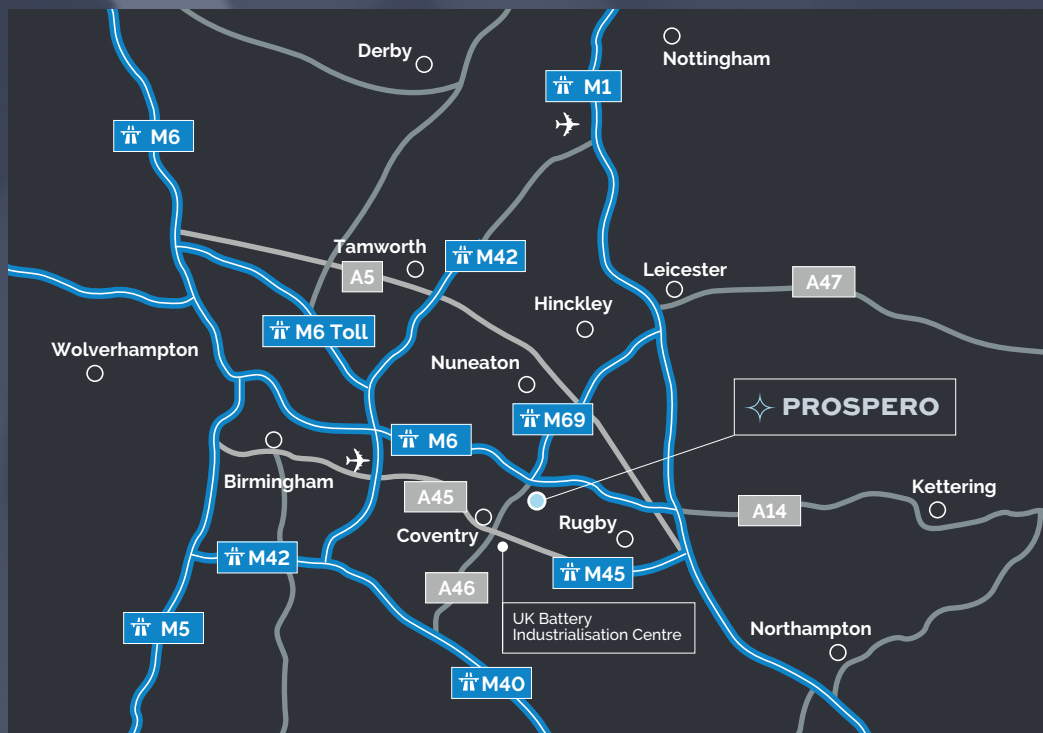 Derby
Nottingham
M1
M6
Tamworth
M42
A5
Leicester
A47
Hinckley
M6 Toll
Wolverhampton
Nuneaton
PROSPERO
M69
M6
Birmingham
A45
Kettering
A14
Coventry
Rugby
M42
M45
A46
UK Battery
Industrialisation Centre
M5
Northampton
M40